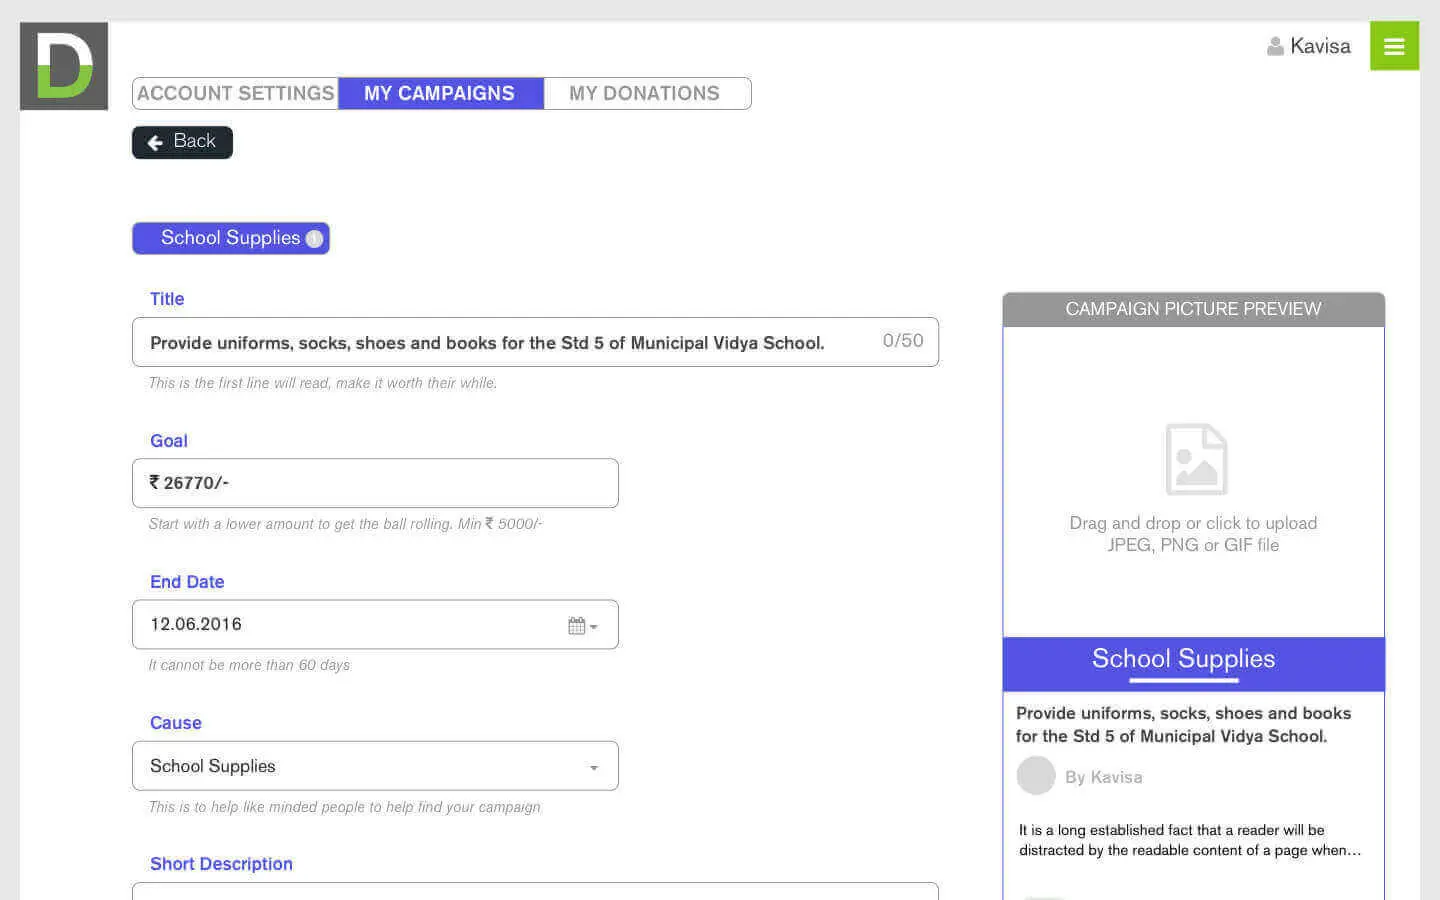 D
Kavisa
ACCOUNT SETTINGS
MY CAMPAIGNS
MY DONATIONS
Back
School Supplies 1
Title
Provide uniforms, socks, shoes and books for the Std 5 of Municipal Vidya School.
0/50
This is the first line will read, make it worth their while.
Goal
₹ 26770/-
Start with a lower amount to get the ball rolling. Min ₹ 5000/-
End Date
12.06.2016
It cannot be more than 60 days
Cause
School Supplies
This is to help like minded people to help find your campaign
Short Description
CAMPAIGN PICTURE PREVIEW
Drag and drop or click to upload
JPEG, PNG or GIF file
School Supplies
Provide uniforms, socks, shoes and books
for the Std 5 of Municipal Vidya School.
By Kavisa
It is a long established fact that a reader will be
distracted by the readable content of a page when...